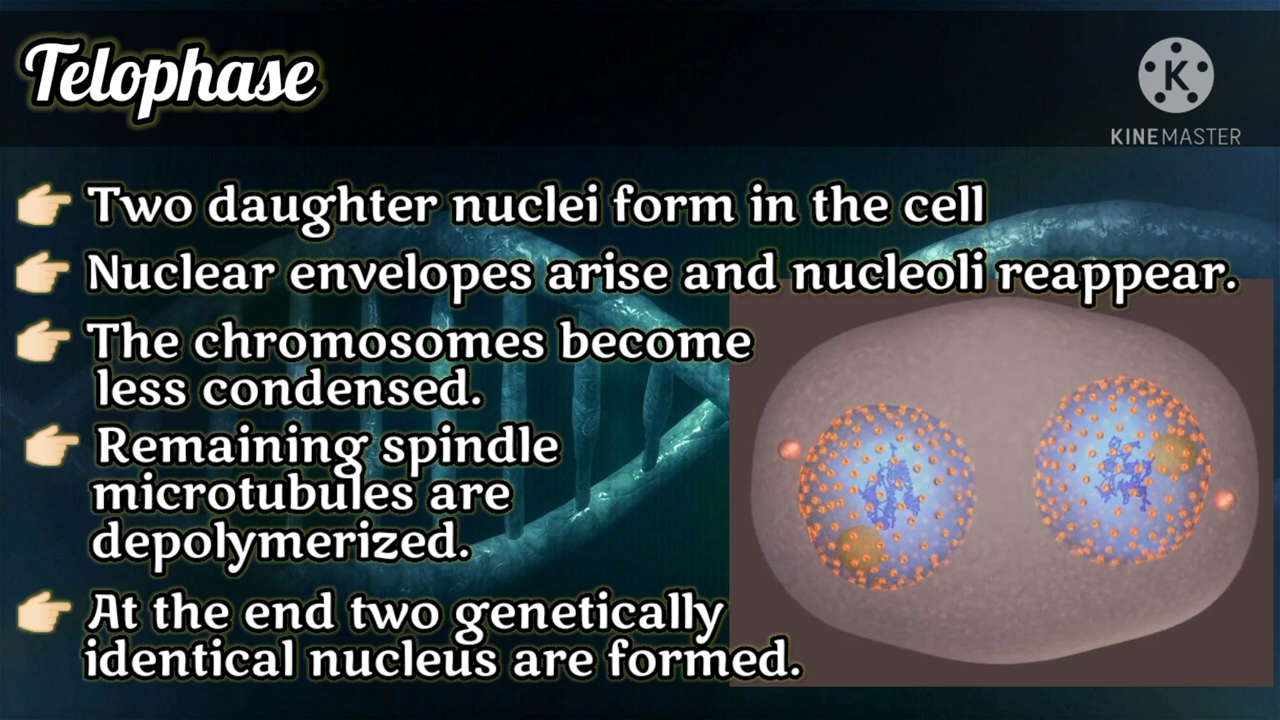 Telophase
K
KINEMASTER
Two daughter nuclei form in the cell
Nuclear envelopes arise and nucleoli reappear.
The chromosomes become
less condensed.
Remaining spindle
microtubules are
depolymerized.
At the end two genetically
identical nucleus are formed.